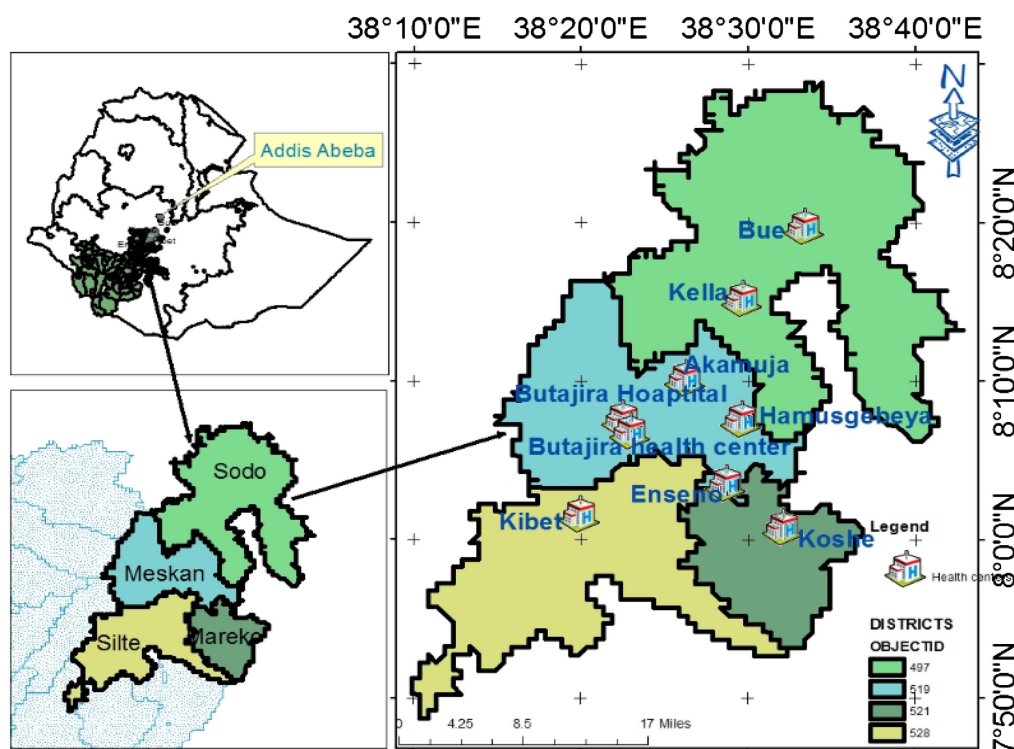 38°10'0"E 38°20'0"E 38°30'0"E 38°40'0"E
N
Addis Abeba
Bue
8°20'0"N
Kella
Akamuja
8°10'0"N
Butajira Hoaptital
Hamusgebeya
Butajira health center
Enseno
Kibet
Koshe
8°0'0"N
Legend
H
Health centers
Sodo
Meskan
Silte
Mareko
DISTRICTS
OBJECTID
497
519
521
528
7°50'0"N
0 4.25 8.5 17 Miles